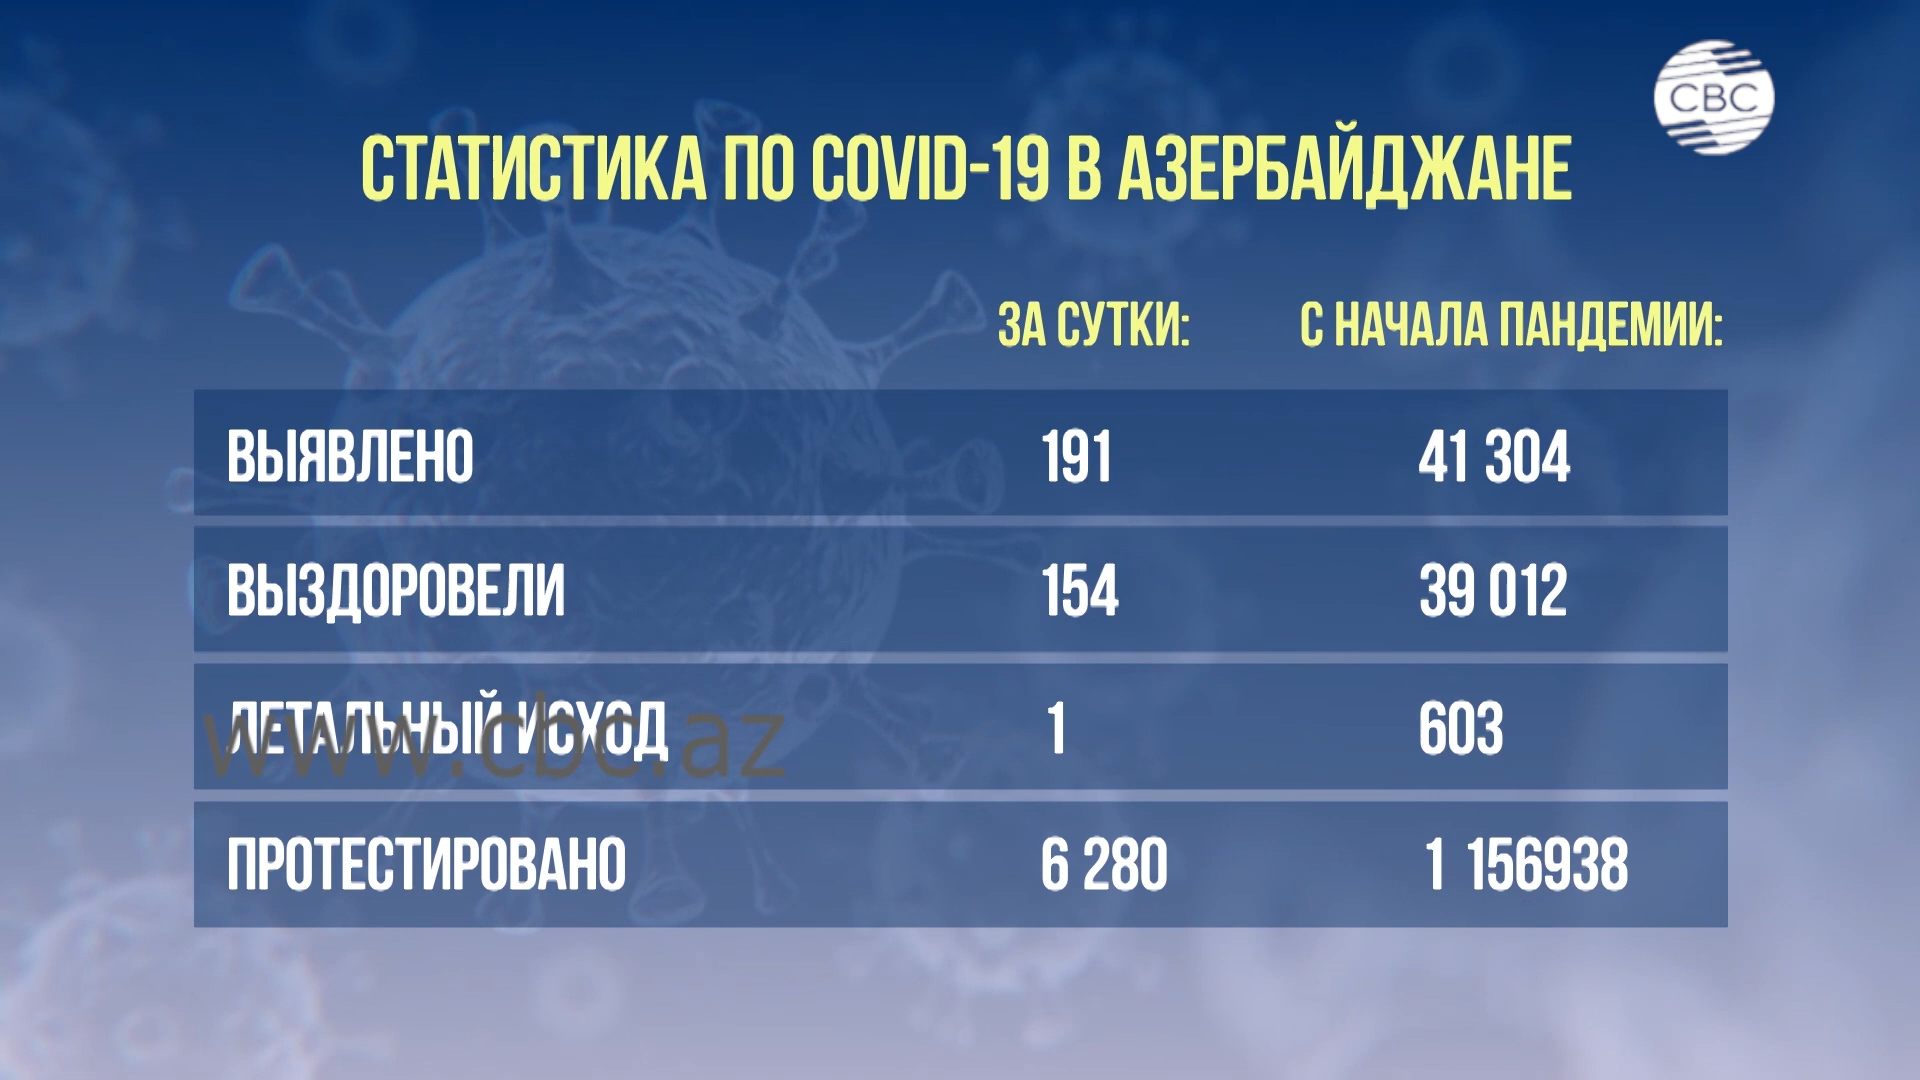 CBC
СТАТИСТИКА ПО COVID-19 В АЗЕРБАЙДЖАНЕ
ЗА СУТКИ: С НАЧАЛА ПАНДЕМИИ:
ВЫЯВЛЕНО 191 41 304
ВЫЗДОРОВЕЛИ 154 39 012
ЛЕТАЛЬНЫЙ ИСХОД 1 603
www.cbc.az
ПРОТЕСТИРОВАНО 6 280 1 156938